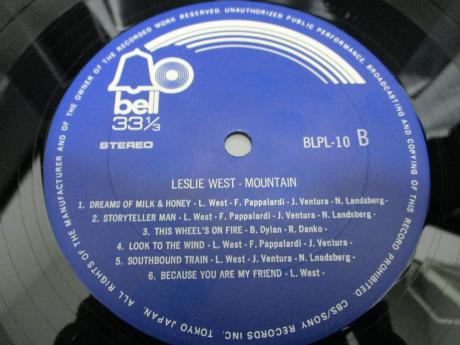 ALL RIGHTS OF THE MANUFACTURER AND OF THE OWNER OF THE RECORDED WORK RESERVED. UNAUTHORIZED PUBLIC PERFORMANCE, BROADCASTING AND COPYING OF THIS RECORD PROHIBITED.
bell
33 1/3
STEREO
BLPL-10 B
LESLIE WEST - MOUNTAIN
1. DREAMS OF MILK & HONEY - L. West - F. Pappalardi - J. Ventura - N. Landsberg -
2. STORYTELLER MAN - L. West - F. Pappalardi - J. Ventura - N. Landsberg -
3. THIS WHEEL'S ON FIRE - B. Dylan - R. Danko -
4. LOOK TO THE WIND - L. West - F. Pappalardi - J. Ventura -
5. SOUTHBOUND TRAIN - L. West - J. Ventura - N. Lnadsberg -
6. BECAUSE YOU ARE MY FRIEND - L. West -
CBS/SONY RECORDS INC. TOKYO JAPAN.